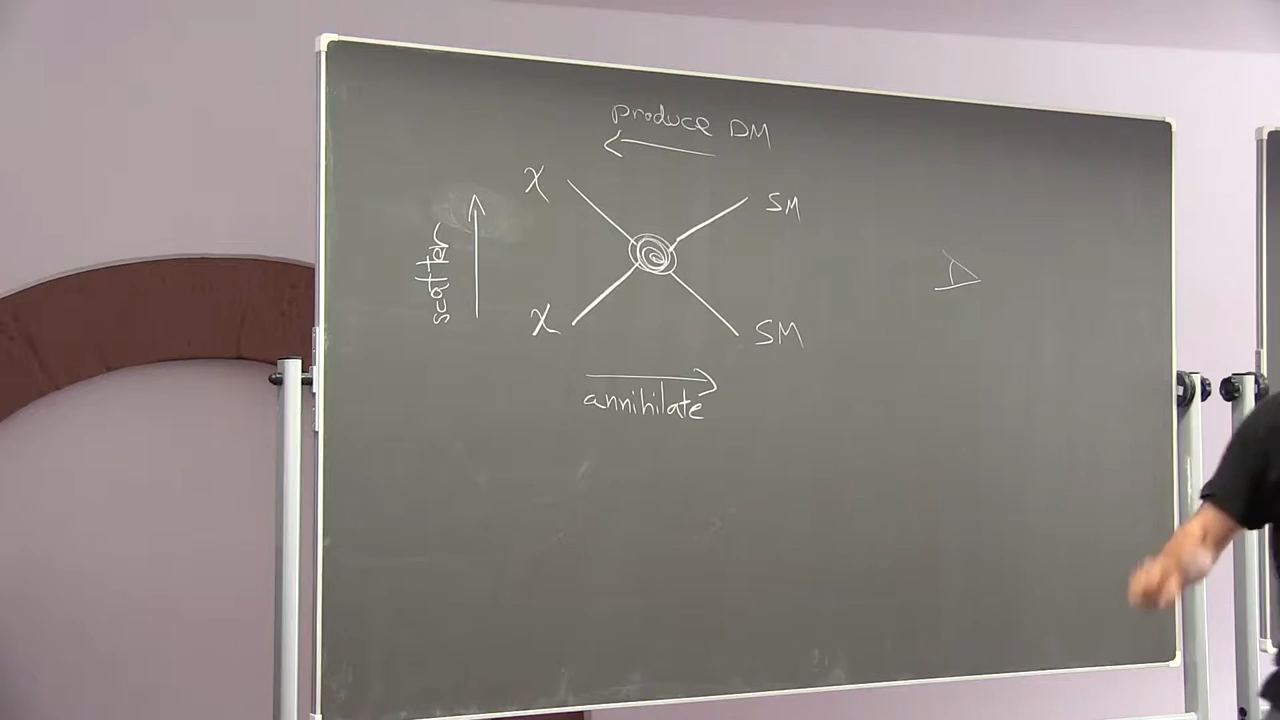 produce DM
χ SM
scatter
χ SM
annihilate